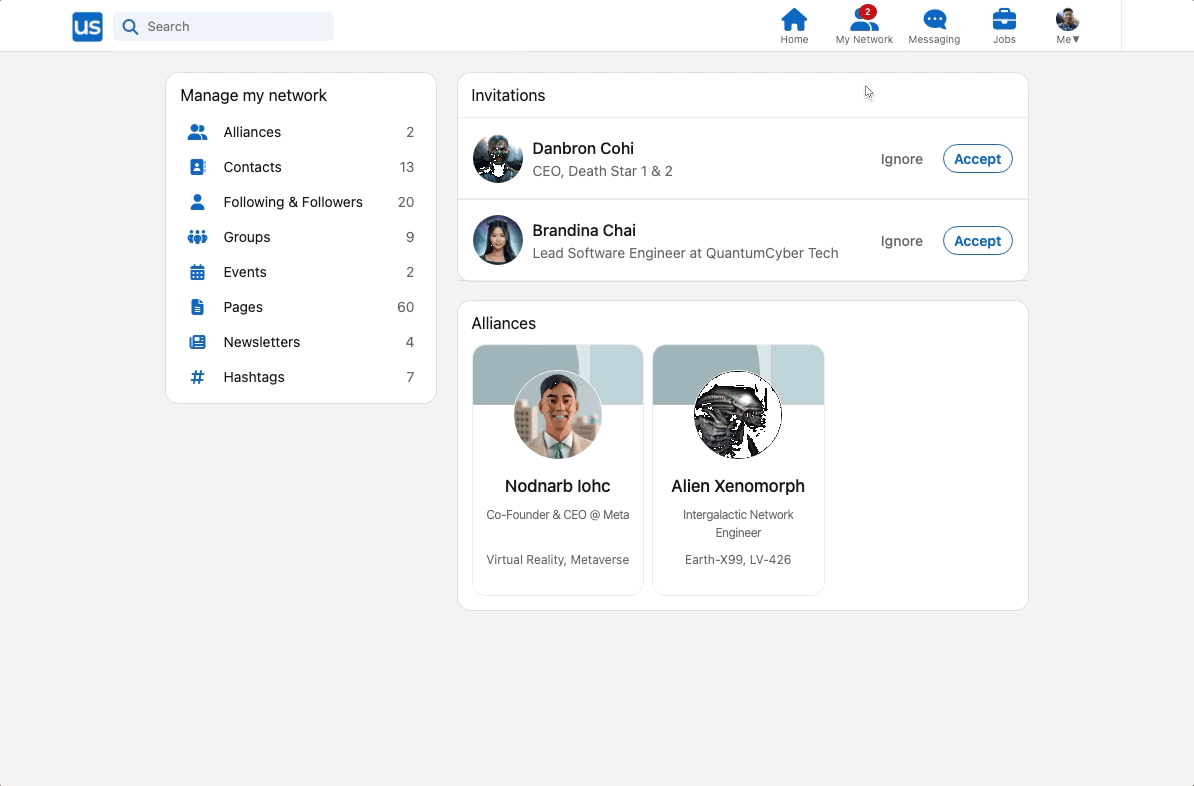 us
Search
Home
2
My Network
Messaging
Jobs
Me▼
Manage my network
Alliances 2
Contacts 13
Following & Followers 20
Groups 9
Events 2
Pages 60
Newsletters 4
Hashtags 7
Invitations
Danbron Cohi
CEO, Death Star 1 & 2
Ignore Accept
Brandina Chai
Lead Software Engineer at QuantumCyber Tech
Ignore Accept
Alliances
Nodnarb Iohc
Co-Founder & CEO @ Meta
Virtual Reality, Metaverse
Alien Xenomorph
Intergalactic Network
Engineer
Earth-X99, LV-426